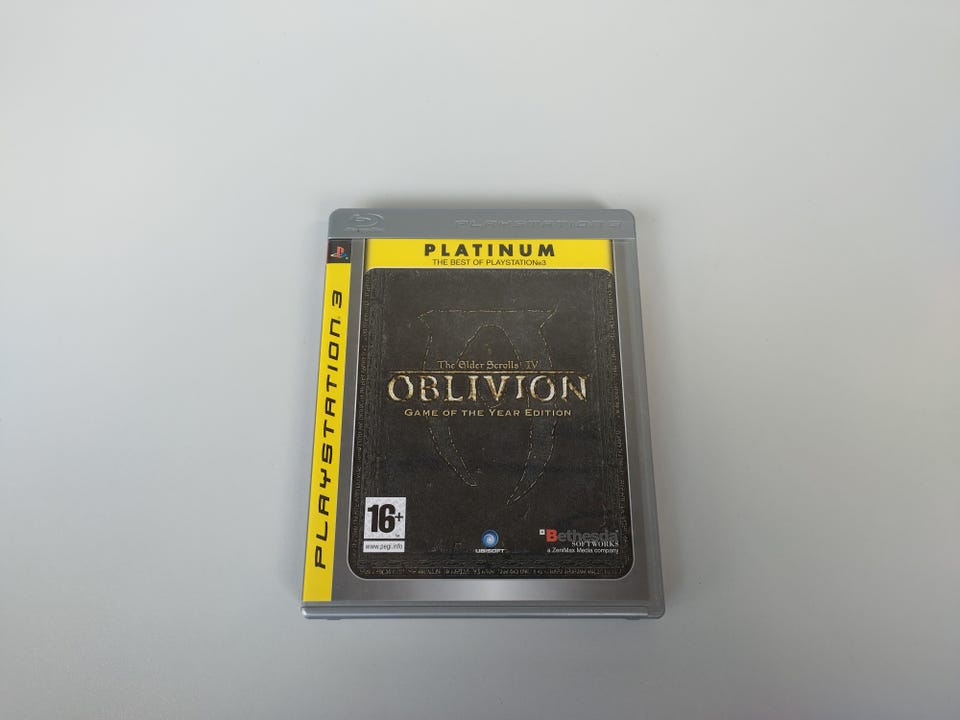 PLAYSTATION 3
PLAYSTATION 3
PLATINUM
THE BEST OF PLAYSTATION®3
The Elder Scrolls IV
OBLIVION
GAME OF THE YEAR EDITION
16+
www.pegi.info
UBISOFT
Bethesda
SOFTWORKS
a ZeniMax Media company